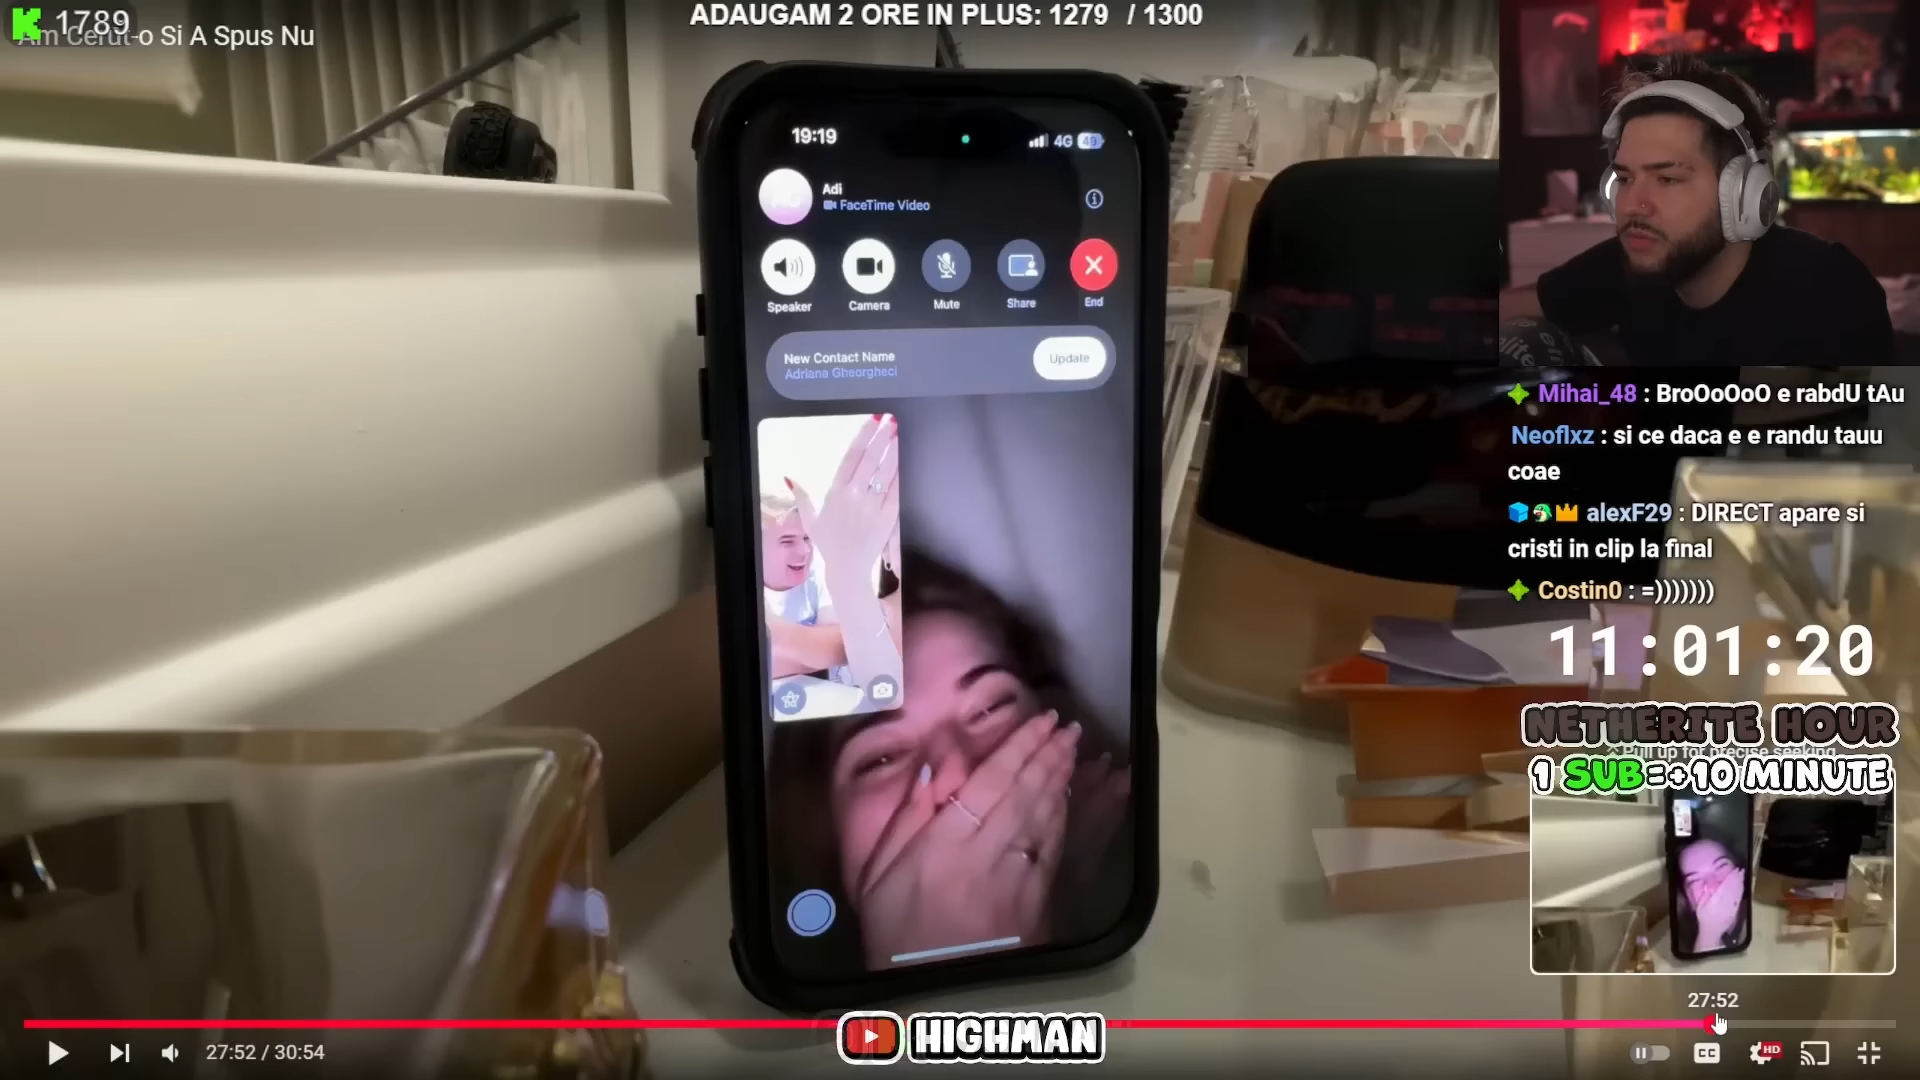 1789
Am Cerut-o Si A Spus Nu
ADAUGAM 2 ORE IN PLUS: 1279 / 1300
19:19
4G 49
Adi
FaceTime Video
Speaker
Camera
Mute
Share
End
New Contact Name
Adriana Gheorgheci
Update
Mihai_48 : BroOoOoO e rabdU tAu
Neoflxz : si ce daca e e randu tauu
coae
alexF29 : DIRECT apare si
cristi in clip la final
Costin0 : =)))))))
11:01:20
NETHERITE HOUR
Pull up for precise seeking
1 SUB=+10 MINUTE
27:52
HIGHMAN
27:52 / 30:54
CC
HD